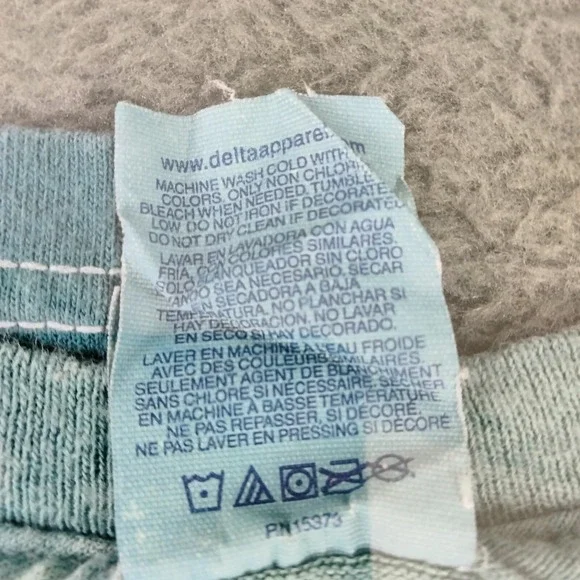 www.deltaapparel
MACHINE WASH COLD WITH
COLORS. ONLY NON CHLORINE
BLEACH WHEN NEEDED. TUMBLE
LOW. DO NOT IRON IF DECORATED
DO NOT DRY CLEAN IF DECORATED
LAVAR EN LAVADORA CON AGUA
FRIA, COLORES SIMILARES.
BLANQUEADOR SIN CLORO
SOLO SEA NECESARIO. SECAR
SECADORA A BAJA
TEMPERATURA. NO PLANCHAR SI
HAY DECORACION. NO LAVAR
EN SECO SI HAY DECORADO.
LAVER EN MACHINE A L'EAU FROIDE
AVEC DES COULEURS SIMILAIRES.
SEULEMENT AGENT DE BLANCHIMENT
SANS CHLORE SI NÉCESSAIRE. SÉCHER
EN MACHINE A BASSE TEMPÉRATURE
NE PAS REPASSER, SI DÉCORÉ.
NE PAS LAVER EN PRESSING SI DÉCORÉ
PN15373